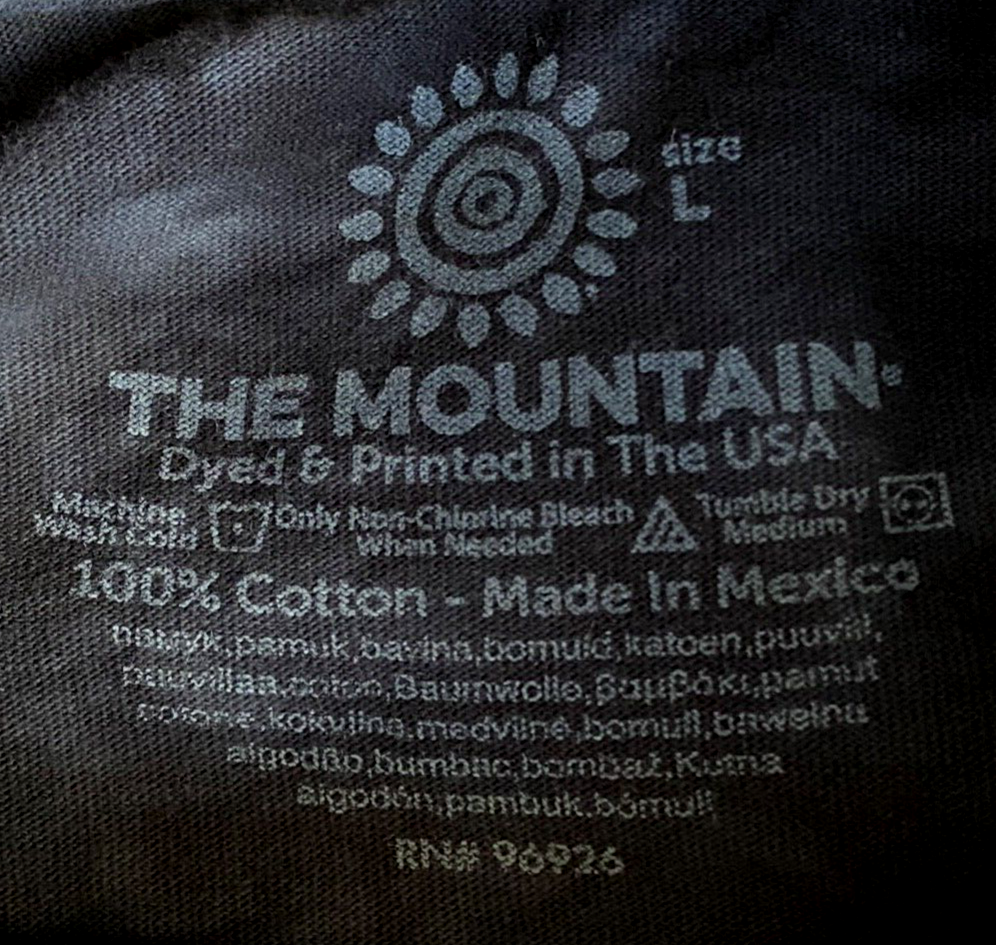 size
L
THE MOUNTAIN®
Dyed & Printed in The USA
Machine Wash Cold
Only Non-Chlorine Bleach When Needed
Tumble Dry Medium
100% Cotton - Made In Mexico
pamuk,bavlna,bomuld,katoen,puuvill,
puuvillaa,coton,Baumwolle,βαμβάκι,pamut
cotone,kokvilna,medvilnė,bomull,bawełna
algodão,bumbac,bombaž,Kutna
algodón,pambuk,bómull
RN# 96926